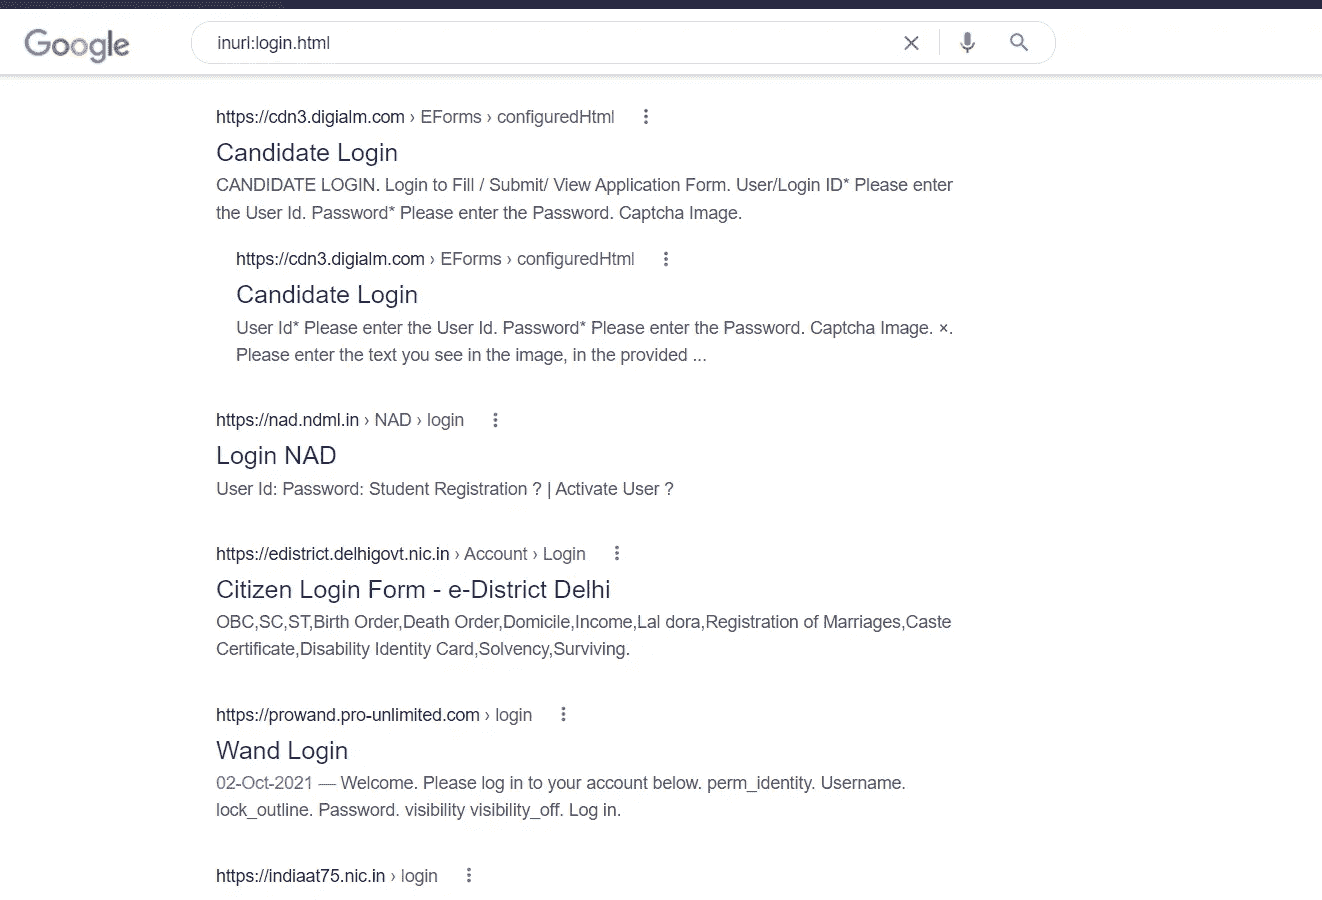 Google
inurl:login.html
https://cdn3.digialm.com › EForms › configuredHtml
Candidate Login
CANDIDATE LOGIN. Login to Fill / Submit/ View Application Form. User/Login ID* Please enter
the User Id. Password* Please enter the Password. Captcha Image.
https://cdn3.digialm.com › EForms › configuredHtml
Candidate Login
User Id* Please enter the User Id. Password* Please enter the Password. Captcha Image. ×.
Please enter the text you see in the image, in the provided ...
https://nad.ndml.in › NAD › login
Login NAD
User Id: Password: Student Registration ? | Activate User ?
https://edistrict.delhigovt.nic.in › Account › Login
Citizen Login Form - e-District Delhi
OBC,SC,ST,Birth Order,Death Order,Domicile,Income,Lal dora,Registration of Marriages,Caste
Certificate,Disability Identity Card,Solvency,Surviving.
https://prowand.pro-unlimited.com › login
Wand Login
02-Oct-2021 — Welcome. Please log in to your account below. perm_identity. Username.
lock_outline. Password. visibility visibility_off. Log in.
https://indiaat75.nic.in › login